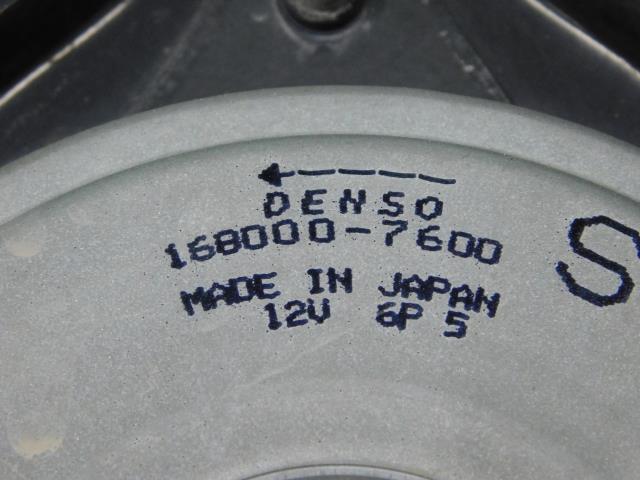 DENSO
168000-7600
MADE IN JAPAN
12V 6P 5
S